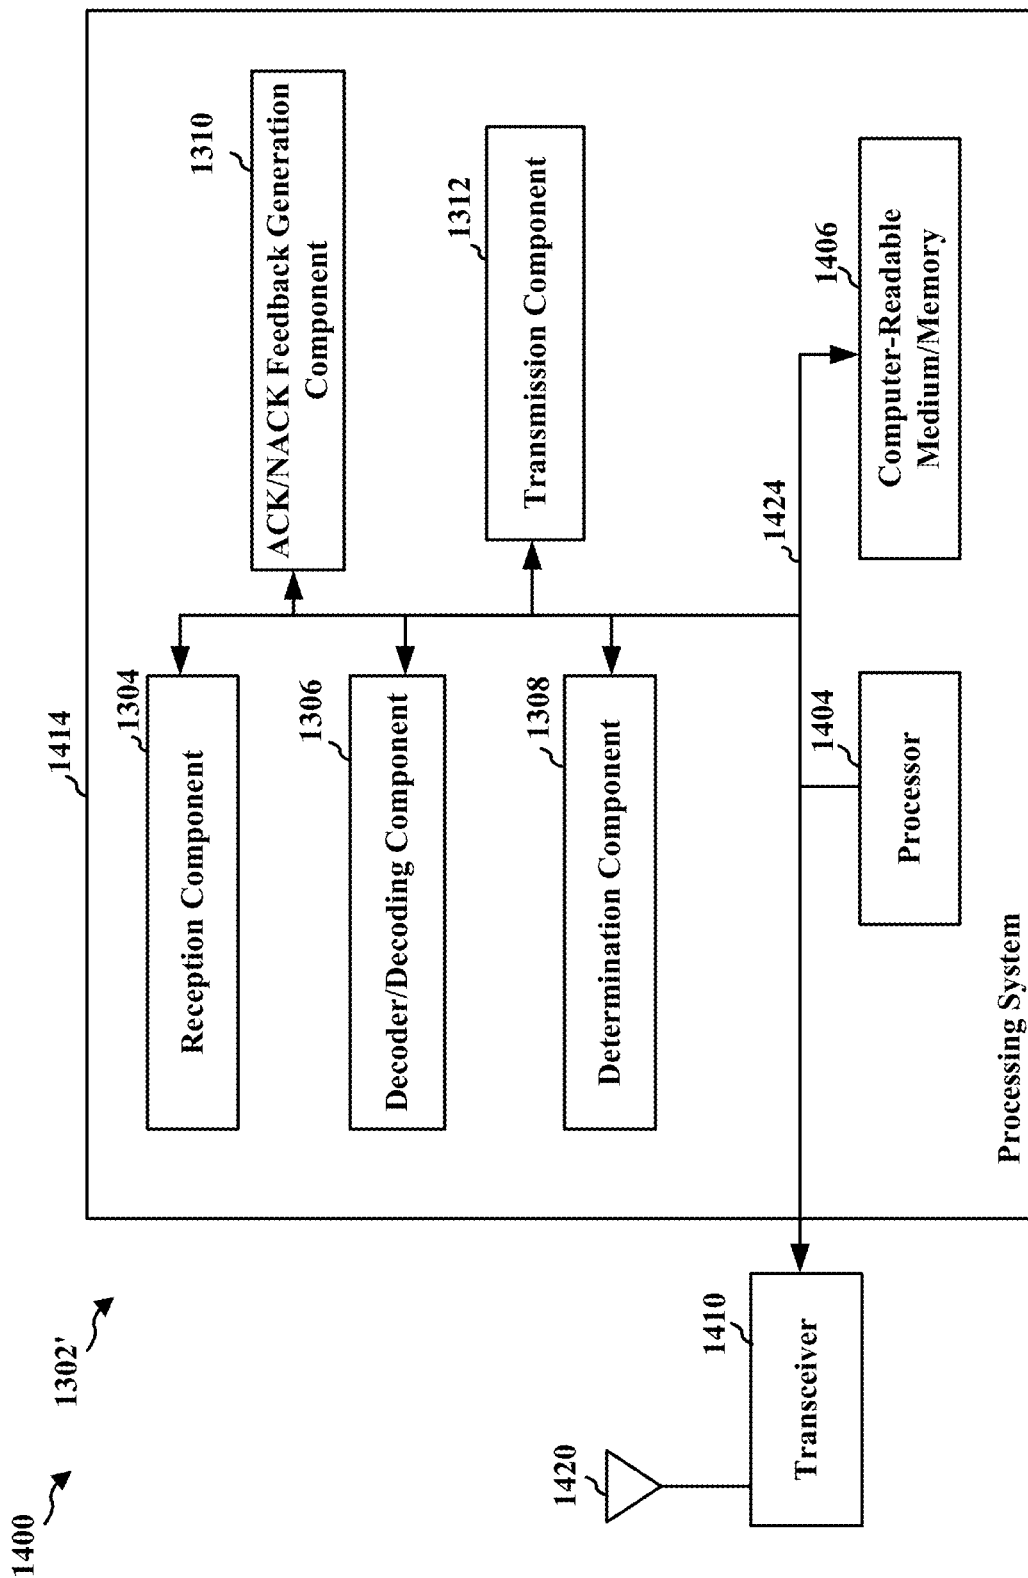 1400
1302'
1414
1304
Reception Component
1310
ACK/NACK Feedback Generation
Component
1306
Decoder/Decoding Component
1312
Transmission Component
1308
Determination Component
1420
1410
Transceiver
1424
1404
Processor
1406
Computer-Readable
Medium/Memory
Processing System